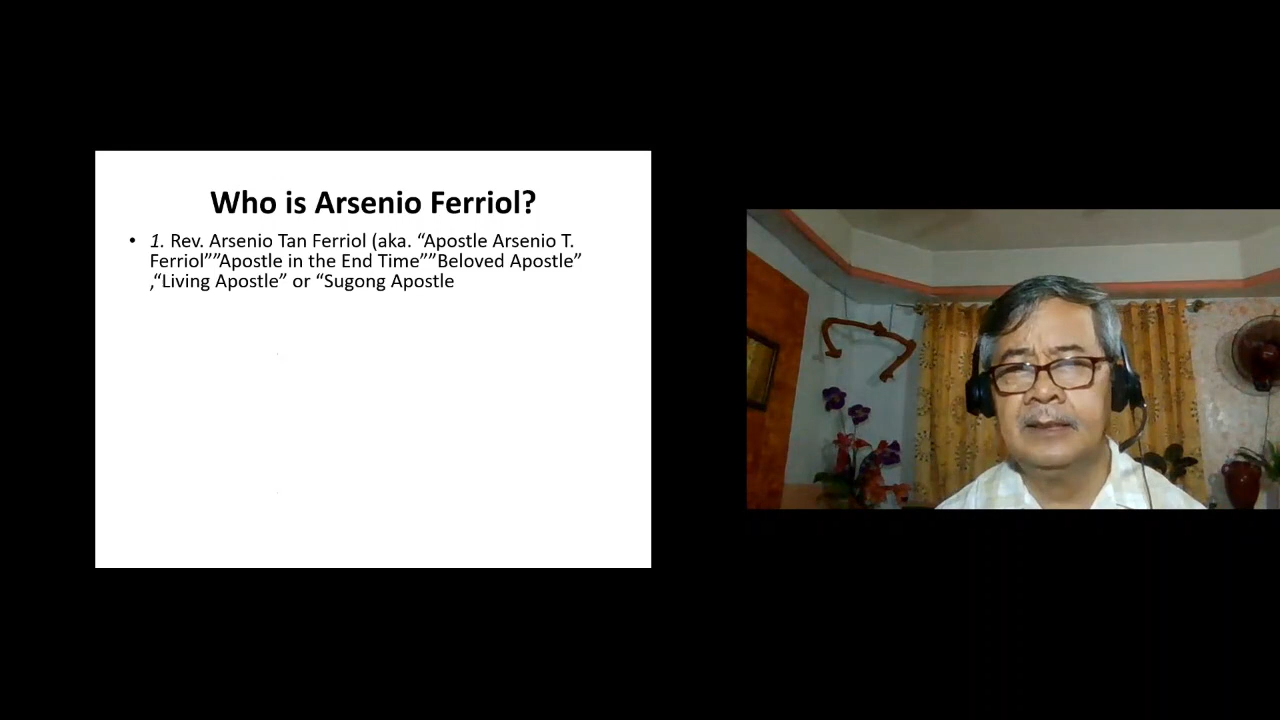 Who is Arsenio Ferriol?
• 1. Rev. Arsenio Tan Ferriol (aka. “Apostle Arsenio T.
Ferriol””Apostle in the End Time””Beloved Apostle”
,“Living Apostle” or “Sugong Apostle